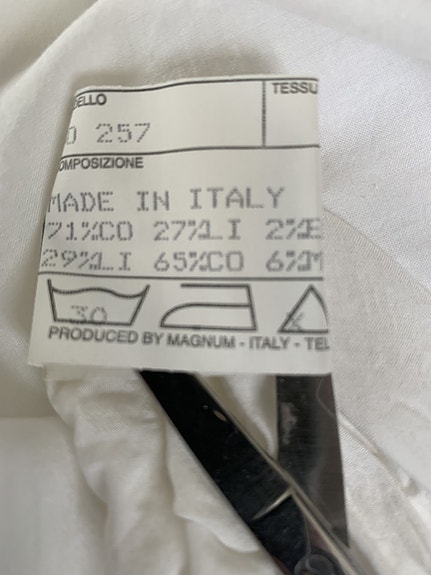 DELLO
TESSU
O 257
OMPOSIZIONE
MADE IN ITALY
71%CO 27%LI 2%E
29%LI 65%CO 6%M
30
PRODUCED BY MAGNUM - ITALY - TEL